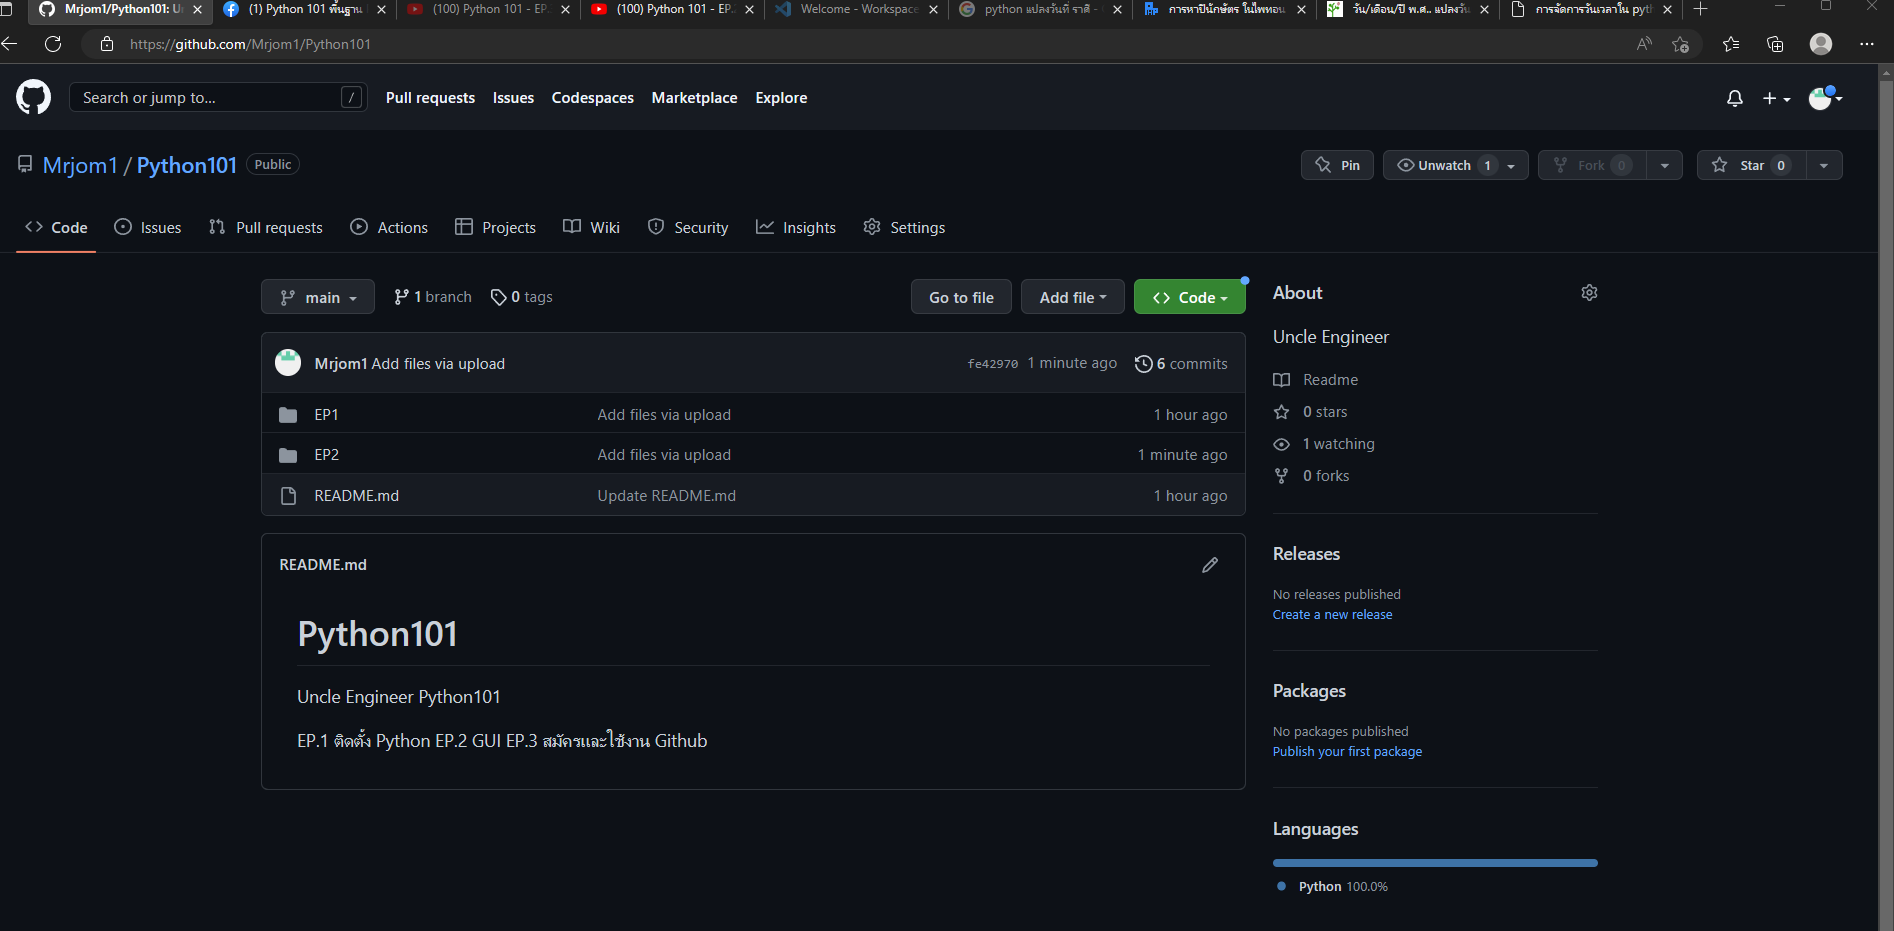 Mrjom1/Python101: U
(1) Python 101 พื้นฐาน
(100) Python 101 - EP.
(100) Python 101 - EP.
Welcome - Workspace
python แปลงวันที่ ราศี -
การหาปีนักษัตร ในไพทอน
วัน/เดือน/ปี พ.ศ.. แปลงวัน
การจัดการวันเวลาใน pyth
https://github.com/Mrjom1/Python101
Search or jump to... /
Pull requests Issues Codespaces Marketplace Explore
Mrjom1 / Python101 Public
Pin Unwatch 1 Fork 0 Star 0
Code Issues Pull requests Actions Projects Wiki Security Insights Settings
main 1 branch 0 tags Go to file Add file Code
Mrjom1 Add files via upload fe42970 1 minute ago 6 commits
EP1 Add files via upload 1 hour ago
EP2 Add files via upload 1 minute ago
README.md Update README.md 1 hour ago
README.md
Python101
Uncle Engineer Python101
EP.1 ติดตั้ง Python EP.2 GUI EP.3 สมัครและใช้งาน Github
About
Uncle Engineer
Readme
0 stars
1 watching
0 forks
Releases
No releases published
Create a new release
Packages
No packages published
Publish your first package
Languages
Python 100.0%